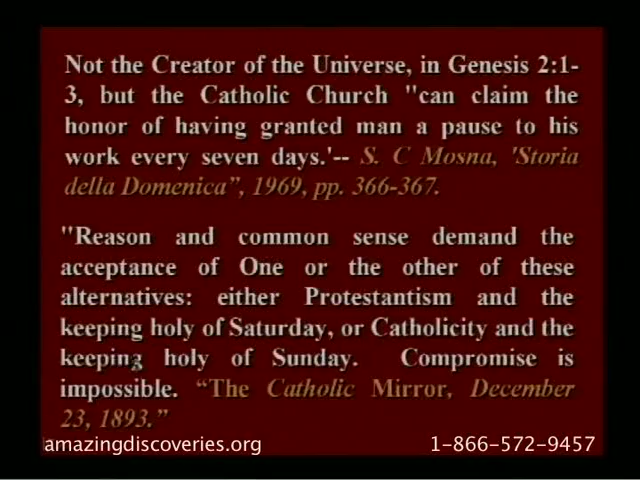 Not the Creator of the Universe, in Genesis 2:1-
3, but the Catholic Church "can claim the
honor of having granted man a pause to his
work every seven days.'-- S. C Mosna, 'Storia
della Domenica”, 1969, pp. 366-367.
"Reason and common sense demand the
acceptance of One or the other of these
alternatives: either Protestantism and the
keeping holy of Saturday, or Catholicity and the
keeping holy of Sunday. Compromise is
impossible. “The Catholic Mirror, December
23, 1893.”
amazingdiscoveries.org 1-866-572-9457